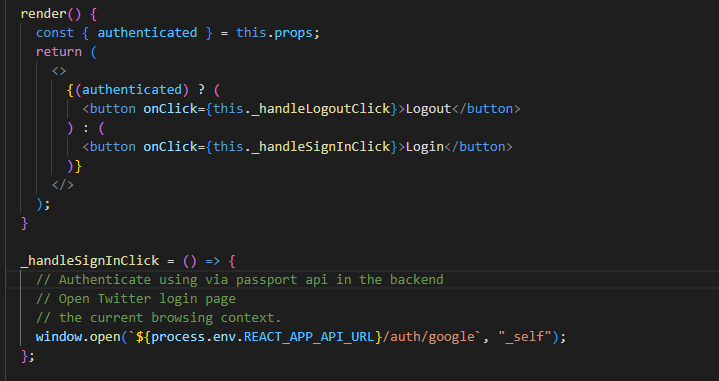 render() {
const { authenticated } = this.props;
return (
<>
{(authenticated) ? (
<button onClick={this._handleLogoutClick}>Logout</button>
) : (
<button onClick={this._handleSignInClick}>Login</button>
)}
</>
);
}
_handleSignInClick = () => {
// Authenticate using via passport api in the backend
// Open Twitter login page
// the current browsing context.
window.open(`${process.env.REACT_APP_API_URL}/auth/google`, "_self");
};